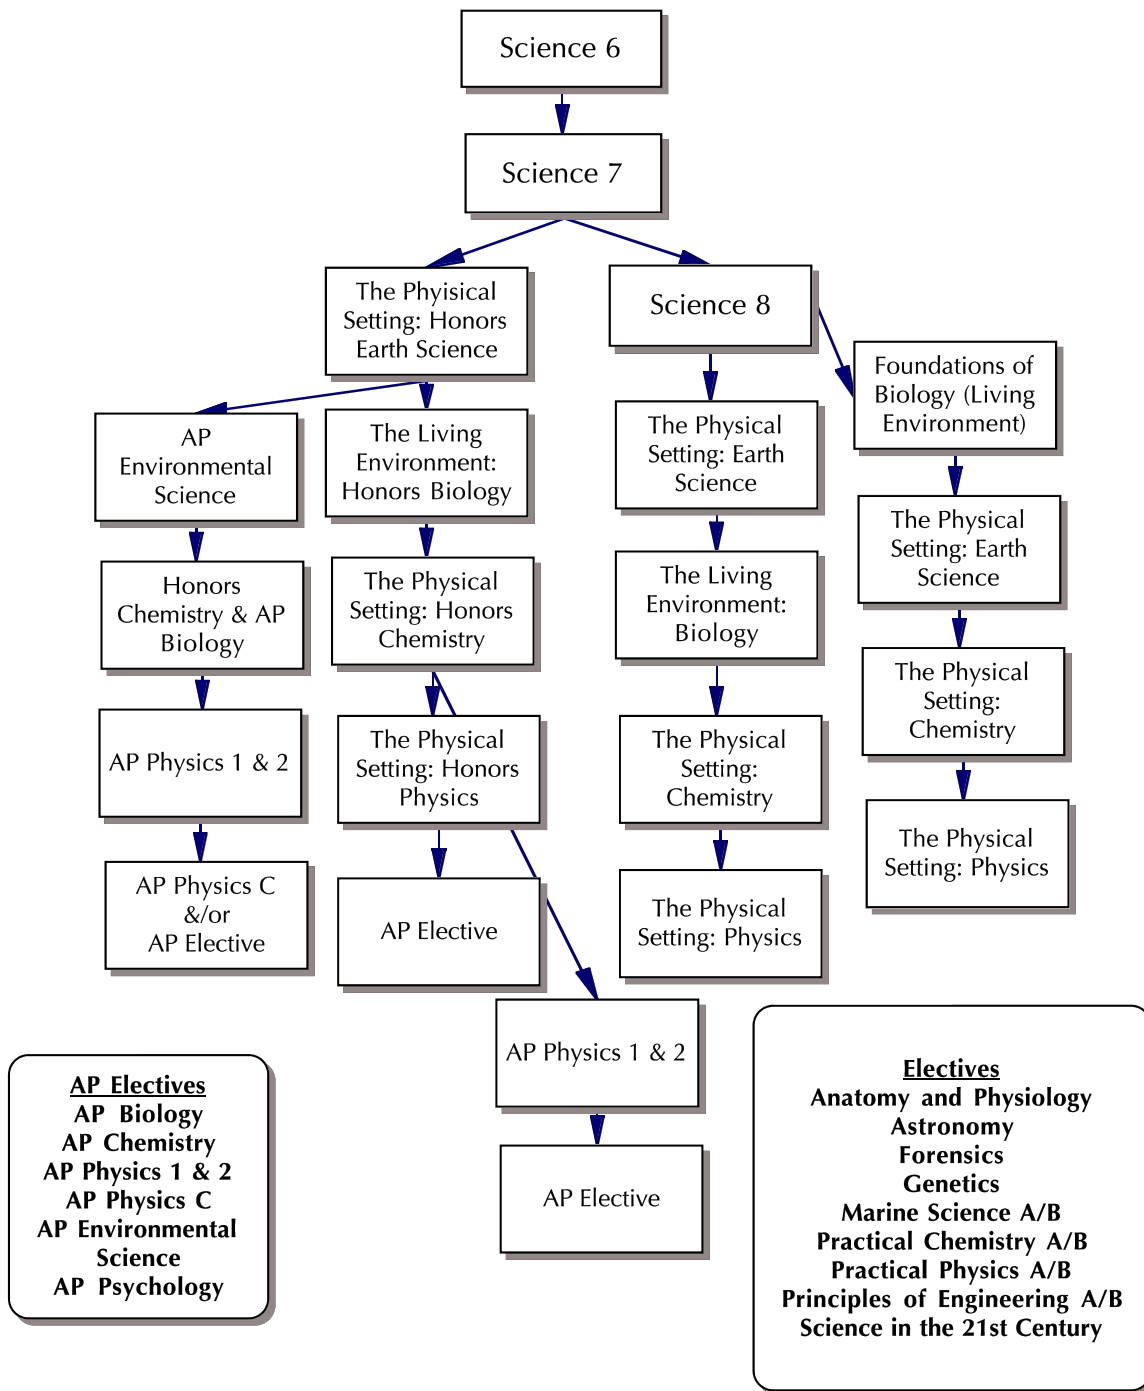 Science 6
Science 7
The Phyisical
Setting: Honors
Earth Science
Science 8
Foundations of
Biology (Living
Environment)
AP
Environmental
Science
The Living
Environment:
Honors Biology
The Physical
Setting: Earth
Science
The Physical
Setting: Earth
Science
Honors
Chemistry & AP
Biology
The Physical
Setting: Honors
Chemistry
The Living
Environment:
Biology
The Physical
Setting:
Chemistry
AP Physics 1 & 2
The Physical
Setting: Honors
Physics
The Physical
Setting:
Chemistry
The Physical
Setting: Physics
AP Physics C
&/or
AP Elective
AP Elective
The Physical
Setting: Physics
AP Physics 1 & 2
AP Elective
AP Electives
AP Biology
AP Chemistry
AP Physics 1 & 2
AP Physics C
AP Environmental
Science
AP Psychology
Electives
Anatomy and Physiology
Astronomy
Forensics
Genetics
Marine Science A/B
Practical Chemistry A/B
Practical Physics A/B
Principles of Engineering A/B
Science in the 21st Century